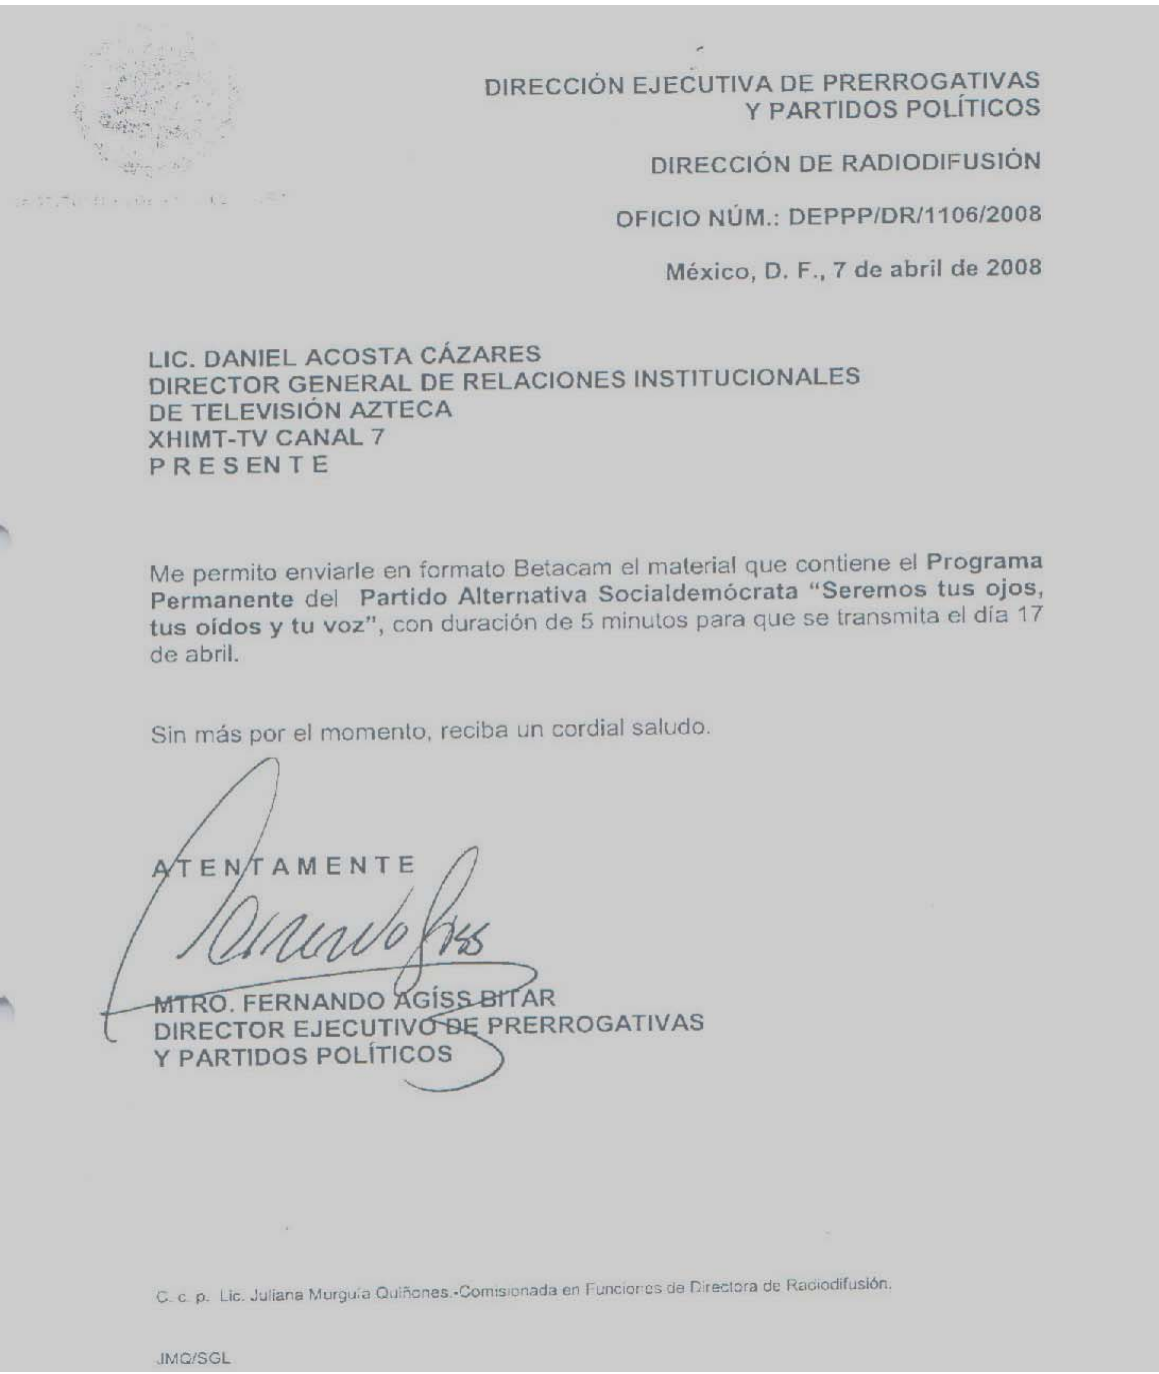 DIRECCIÓN EJECUTIVA DE PRERROGATIVAS
Y PARTIDOS POLÍTICOS
DIRECCIÓN DE RADIODIFUSIÓN
OFICIO NÚM.: DEPPP/DR/1106/2008
México, D. F., 7 de abril de 2008
LIC. DANIEL ACOSTA CÁZARES
DIRECTOR GENERAL DE RELACIONES INSTITUCIONALES
DE TELEVISIÓN AZTECA
XHIMT-TV CANAL 7
P R E S E N T E
Me permito enviarle en formato Betacam el material que contiene el Programa
Permanente del Partido Alternativa Socialdemócrata “Seremos tus ojos,
tus oídos y tu voz”, con duración de 5 minutos para que se transmita el día 17
de abril.
Sin más por el momento, reciba un cordial saludo.
A T E N T A M E N T E
MTRO. FERNANDO AGÍSS BITAR
DIRECTOR EJECUTIVO DE PRERROGATIVAS
Y PARTIDOS POLÍTICOS
C. c. p. Lic. Juliana Murguía Quiñones.-Comisionada en Funciones de Directora de Radiodifusión.
JMQ/SGL